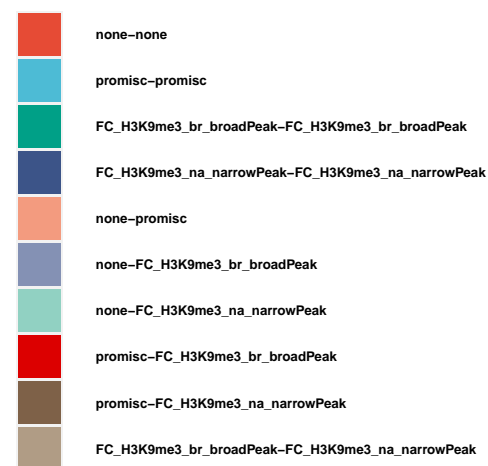 none–none
promisc–promisc
FC_H3K9me3_br_broadPeak–FC_H3K9me3_br_broadPeak
FC_H3K9me3_na_narrowPeak–FC_H3K9me3_na_narrowPeak
none–promisc
none–FC_H3K9me3_br_broadPeak
none–FC_H3K9me3_na_narrowPeak
promisc–FC_H3K9me3_br_broadPeak
promisc–FC_H3K9me3_na_narrowPeak
FC_H3K9me3_br_broadPeak–FC_H3K9me3_na_narrowPeak